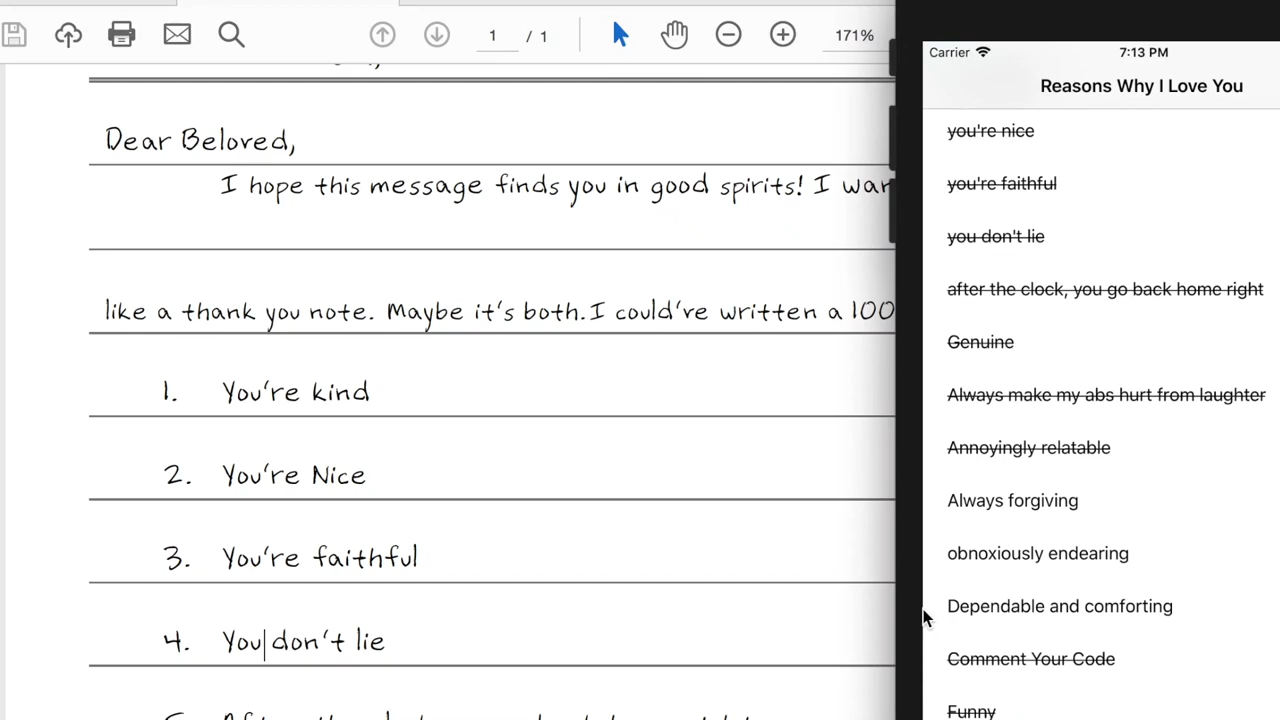 1 / 1
171%
Dear Beloved,
I hope this message finds you in good spirits! I
like a thank you note. Maybe it's both. I could've written a 100
1. You're kind
2. You're Nice
3. You're faithful
4. You don't lie
Carrier 7:13 PM
Reasons Why I Love You
you're nice
you're faithful
you don't lie
after the clock, you go back home right
Genuine
Always make my abs hurt from laughter
Annoyingly relatable
Always forgiving
obnoxiously endearing
Dependable and comforting
Comment Your Code
Funny